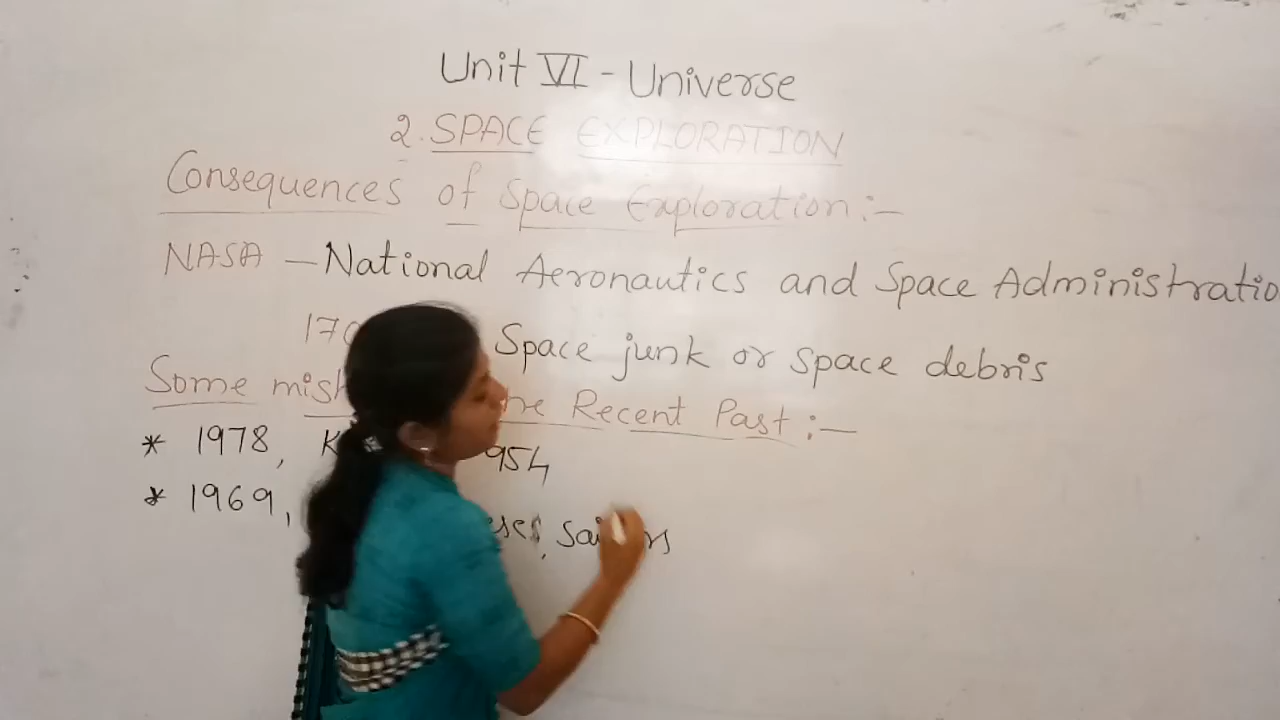 Unit VI - Universe
2. SPACE EXPLORATION
Consequences of Space Exploration:-
NASA - National Aeronautics and Space Administratio
Space junk or space debris
Some Recent Past :-
* 1978, 954
* 1969,